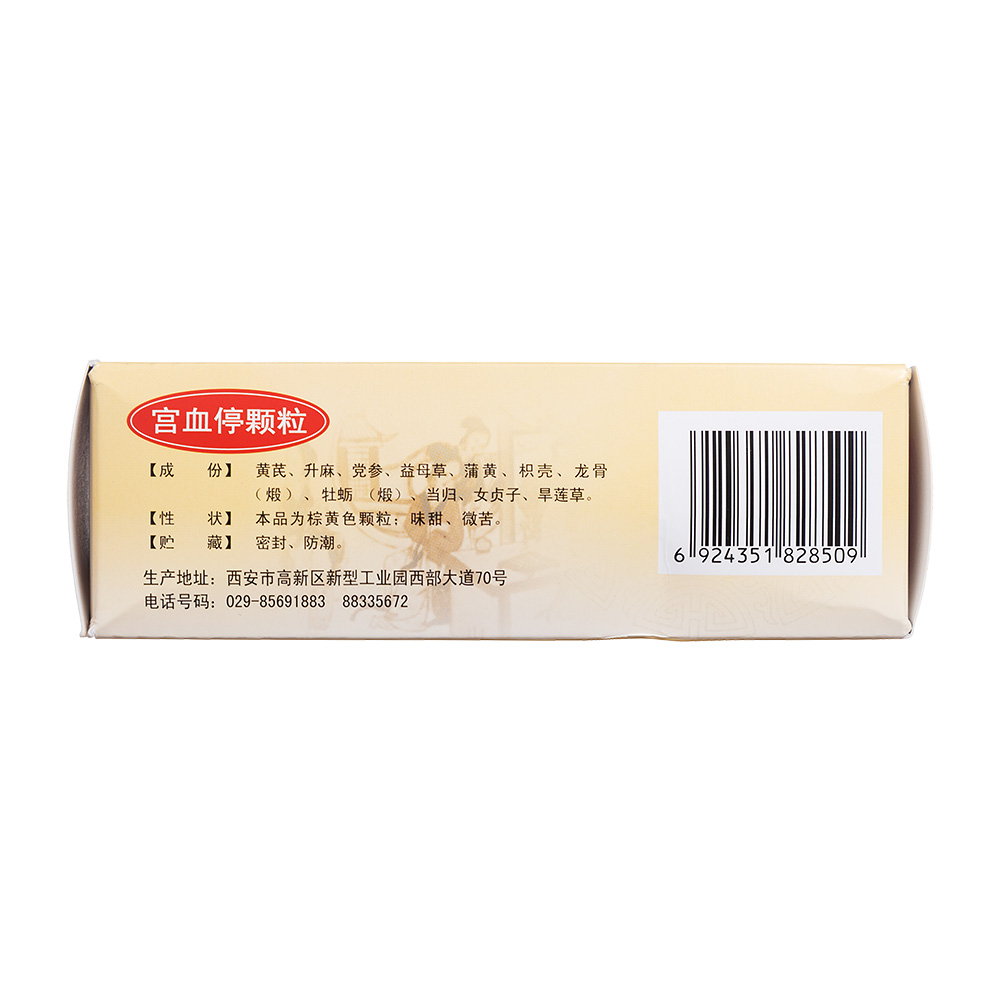 宫血停颗粒
【成 份】 黄芪、升麻、党参、益母草、蒲黄、枳壳、龙骨
（煅）、牡蛎 （煅）、当归、女贞子、旱莲草。
【性 状】 本品为棕黄色颗粒；味甜、微苦。
【贮 藏】 密封、防潮。
生产地址：西安市高新区新型工业园西部大道70号
电话号码：029-85691883 88335672
6 924351 828509